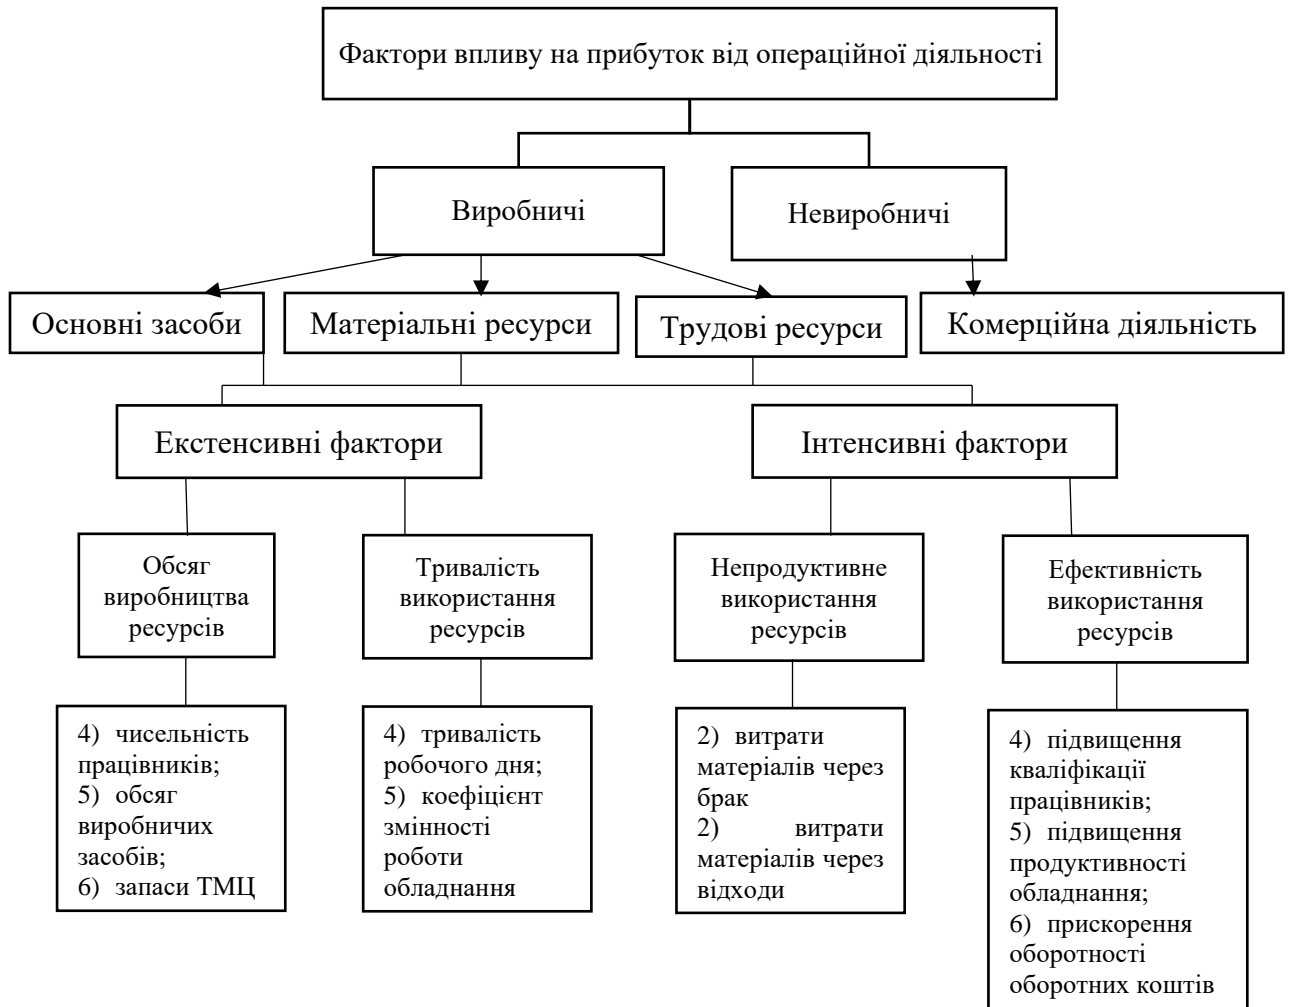 Фактори впливу на прибуток від операційної діяльності
Виробничі
Невиробничі
Основні засоби
Матеріальні ресурси
Трудові ресурси
Комерційна діяльність
Екстенсивні фактори
Інтенсивні фактори
Обсяг
виробництва
ресурсів
Тривалість
використання
ресурсів
Непродуктивне
використання
ресурсів
Ефективність
використання
ресурсів
4) чисельність
працівників;
5) обсяг
виробничих
засобів;
6) запаси ТМЦ
4) тривалість
робочого дня;
5) коефіцієнт
змінності
роботи
обладнання
2) витрати
матеріалів через
брак
2) витрати
матеріалів через
відходи
4) підвищення
кваліфікації
працівників;
5) підвищення
продуктивності
обладнання;
6) прискорення
оборотності
оборотних коштів